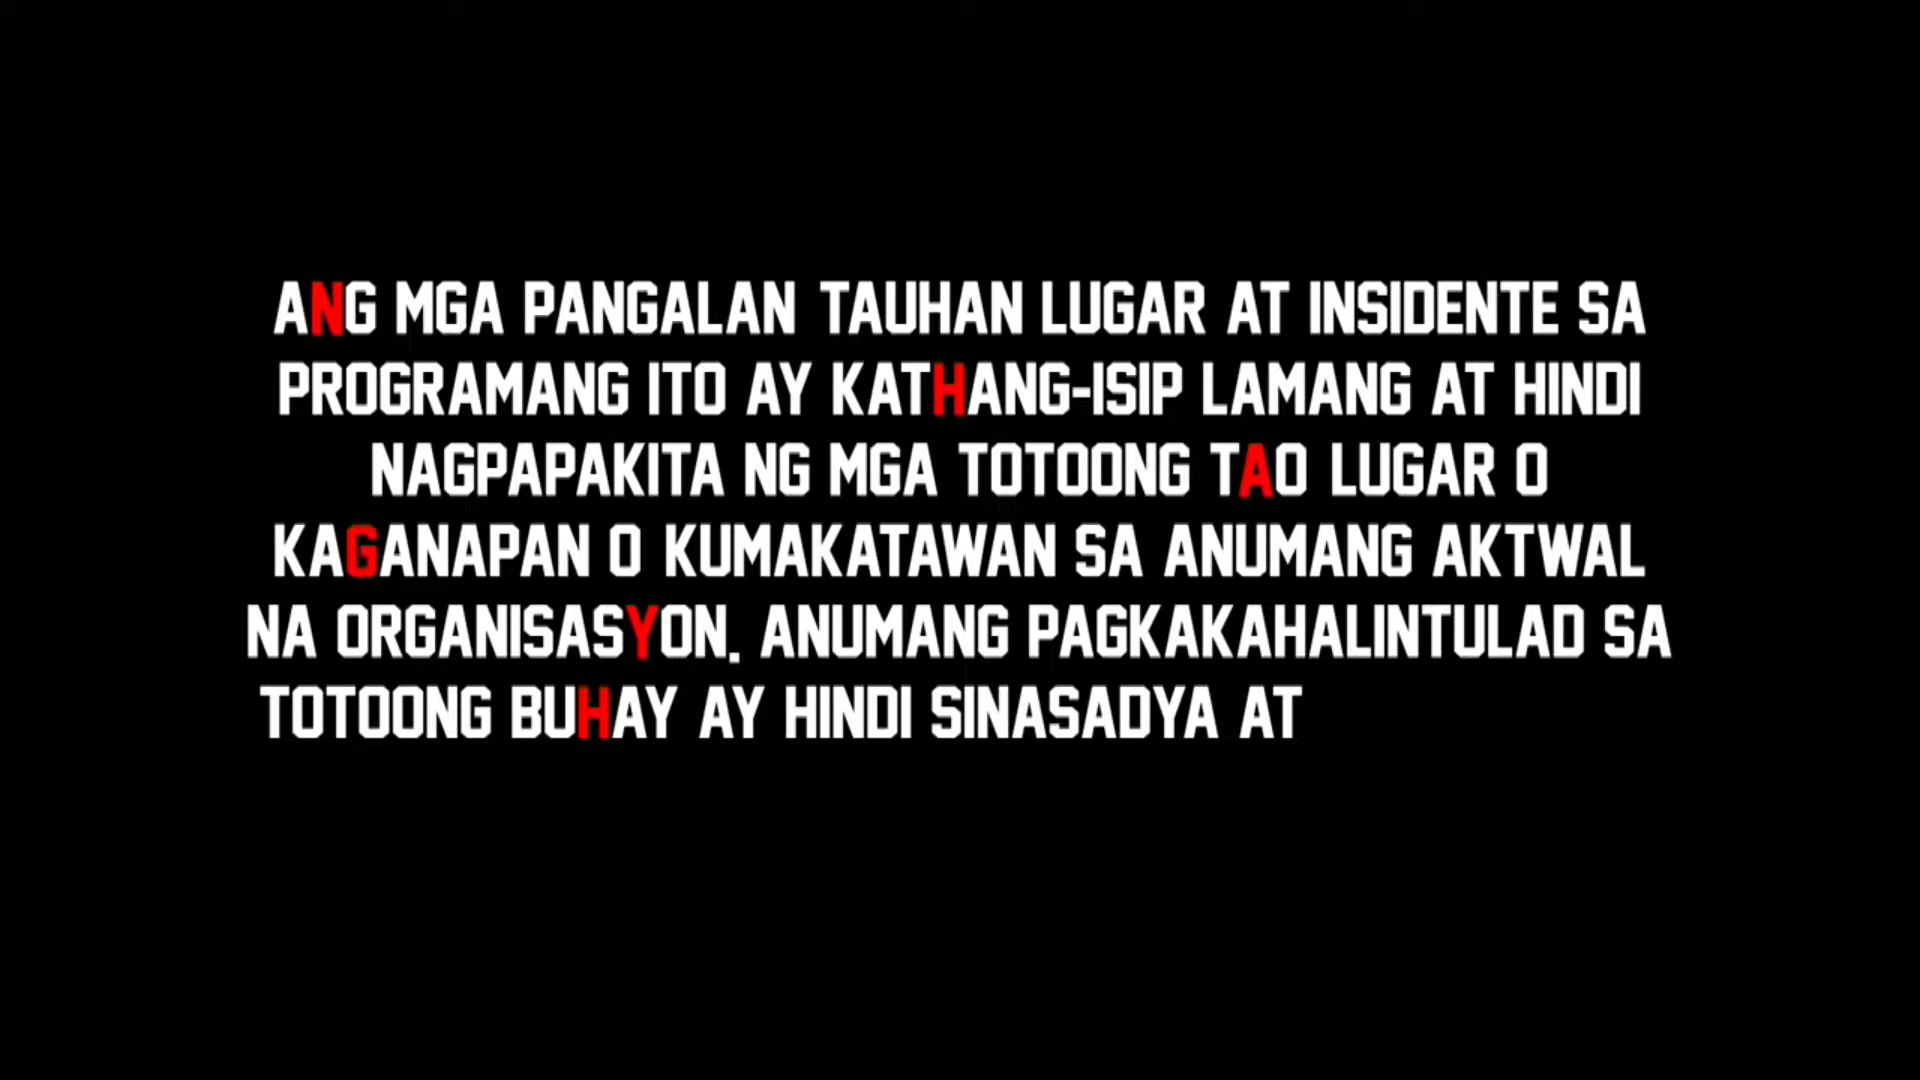 ANG MGA PANGALAN TAUHAN LUGAR AT INSIDENTE SA
PROGRAMANG ITO AY KATHANG-ISIP LAMANG AT HINDI
NAGPAPAKITA NG MGA TOTOONG TAO LUGAR O
KAGANAPAN O KUMAKATAWAN SA ANUMANG AKTWAL
NA ORGANISASYON. ANUMANG PAGKAKAHALINTULAD SA
TOTOONG BUHAY AY HINDI SINASADYA AT